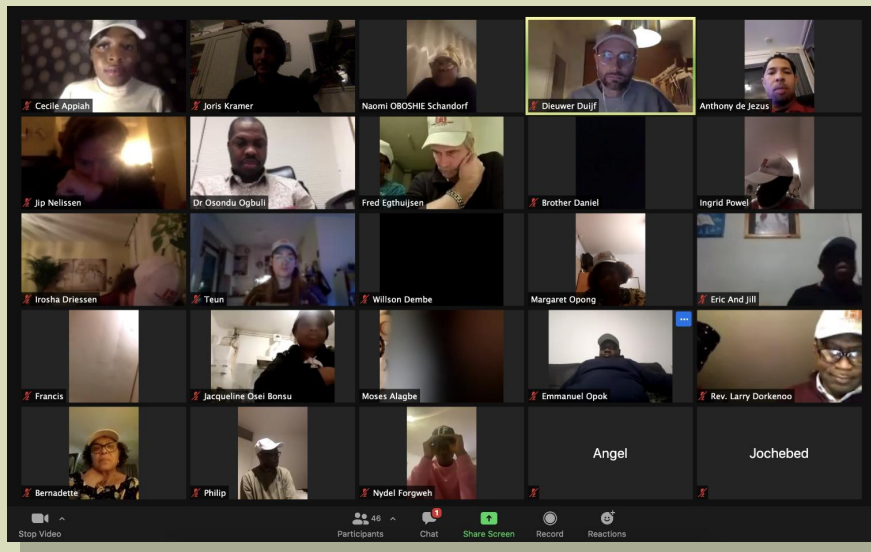 Cecile Appiah
Joris Kramer
Naomi OBOSHIE Schandorf
Dieuwer Duijf
Anthony de Jezus
Jip Nelissen
Dr Osondu Ogbuli
Fred Egthuijsen
Brother Daniel
Ingrid Powel
Irosha Driessen
Teun
Willson Dembe
Margaret Opong
Eric And Jill
Francis
Jacqueline Osei Bonsu
Moses Alagbe
Emmanuel Opok
Rev. Larry Dorkenoo
Bernadette
Philip
Nydel Forgweh
Angel
Jochebed
Stop Video
46
Participants
1
Chat
Share Screen
Record
Reactions